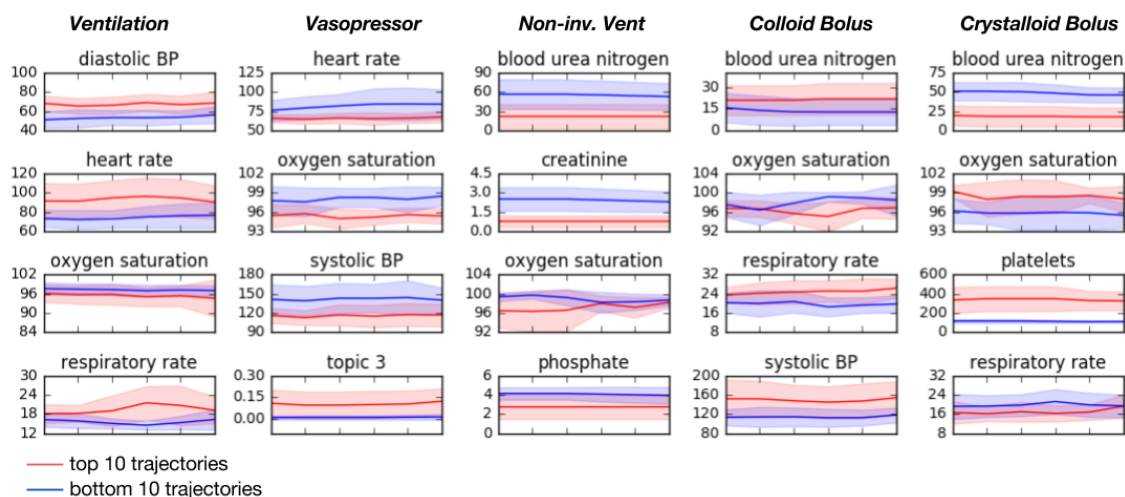 Ventilation Vasopressor Non-inv. Vent Colloid Bolus Crystalloid Bolus
diastolic BP heart rate blood urea nitrogen blood urea nitrogen blood urea nitrogen
100 125 90 75
80 100 60 30 50
60 75 30 15 25
40 50 0 0 0
heart rate oxygen saturation creatinine oxygen saturation oxygen saturation
120 102 4.5 104 102
100 99 3.0 100 99
80 96 1.5 96 96
60 93 0.0 92 93
oxygen saturation systolic BP oxygen saturation respiratory rate platelets
102 180 104 32 600
96 150 100 24 400
90 120 96 16 200
84 90 92 8 0
respiratory rate topic 3 phosphate systolic BP respiratory rate
30 0.30 6 200 32
24 0.15 4 160 24
18 0.00 2 120 16
12 0 80 8
top 10 trajectories
bottom 10 trajectories